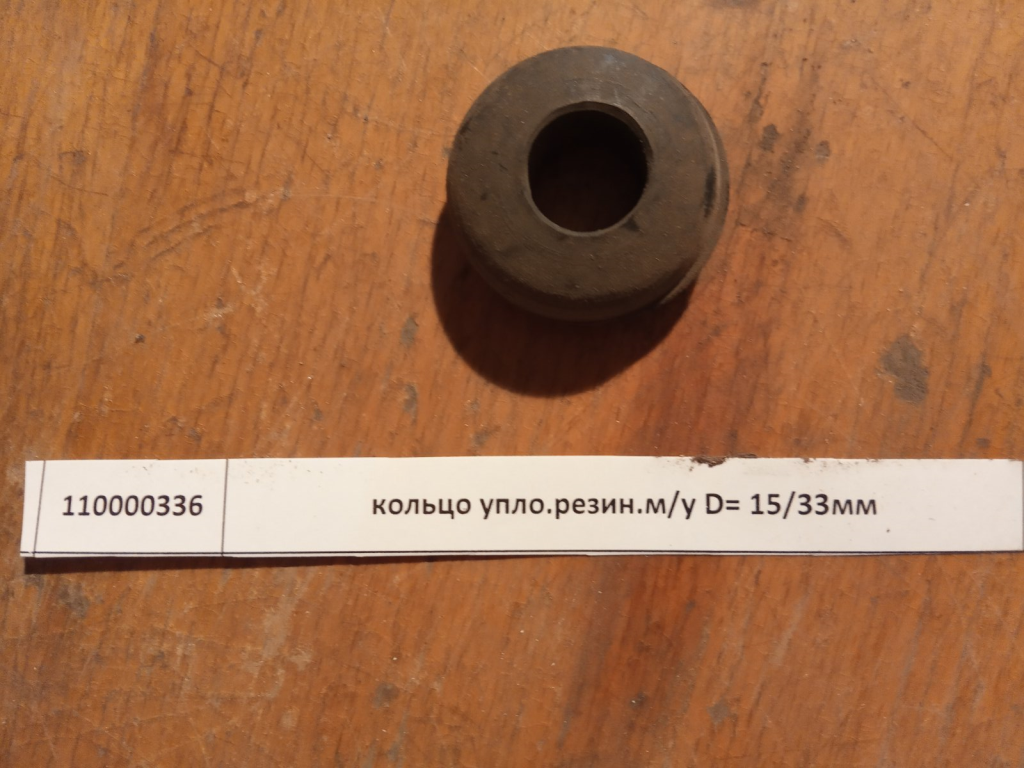 110000336 кольцо упло.резин.м/у D= 15/33мм